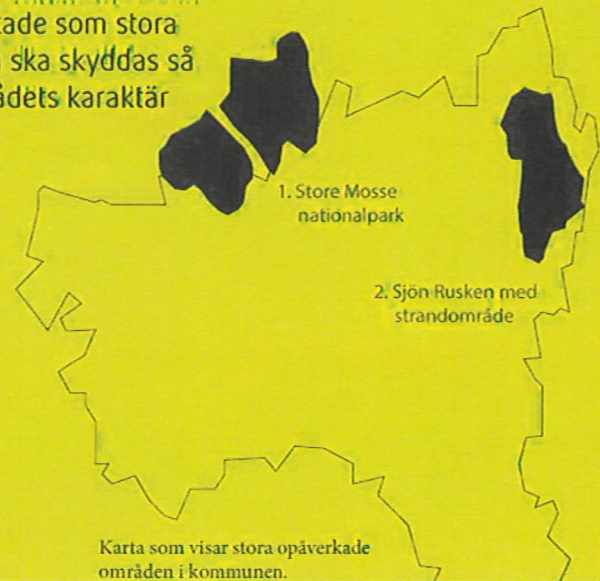 kade som stora
ska skyddas så
ådets karaktär
1. Store Mosse
nationalpark
2. Sjön Rusken med
strandområde
Karta som visar stora opåverkade
områden i kommunen.